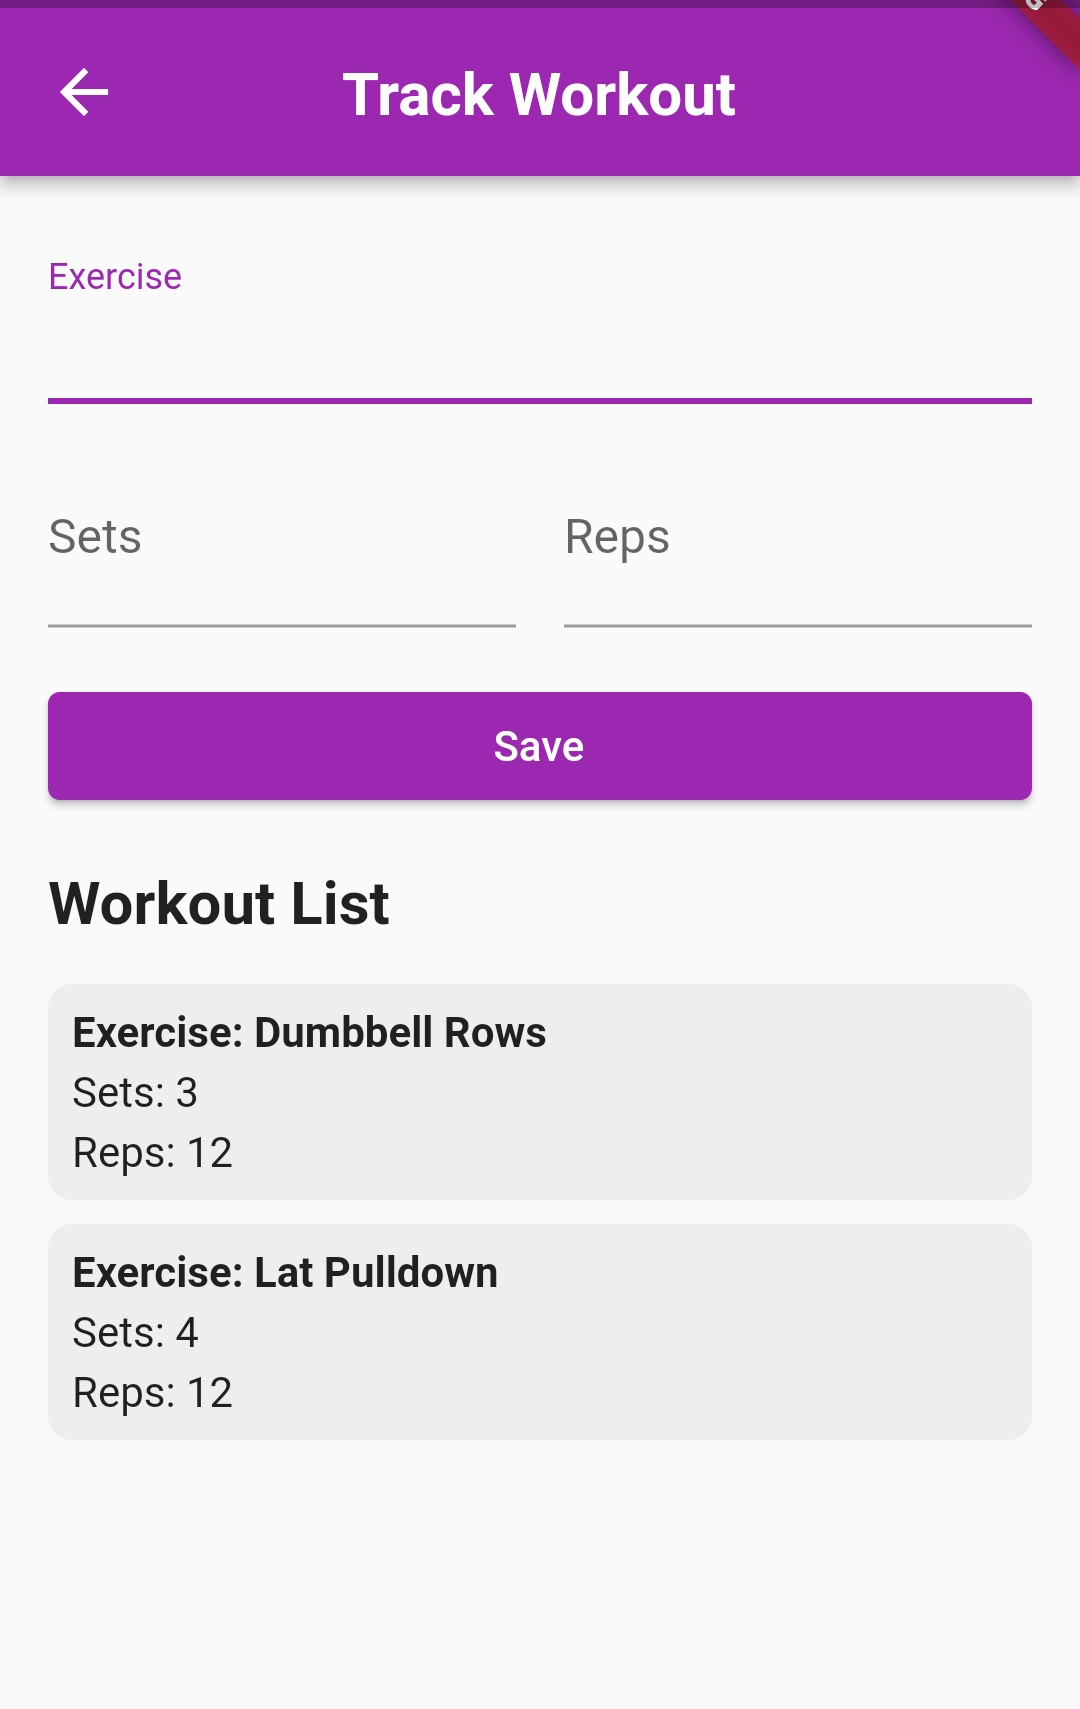 Track Workout
Exercise
Sets
Reps
Save
Workout List
Exercise: Dumbbell Rows
Sets: 3
Reps: 12
Exercise: Lat Pulldown
Sets: 4
Reps: 12